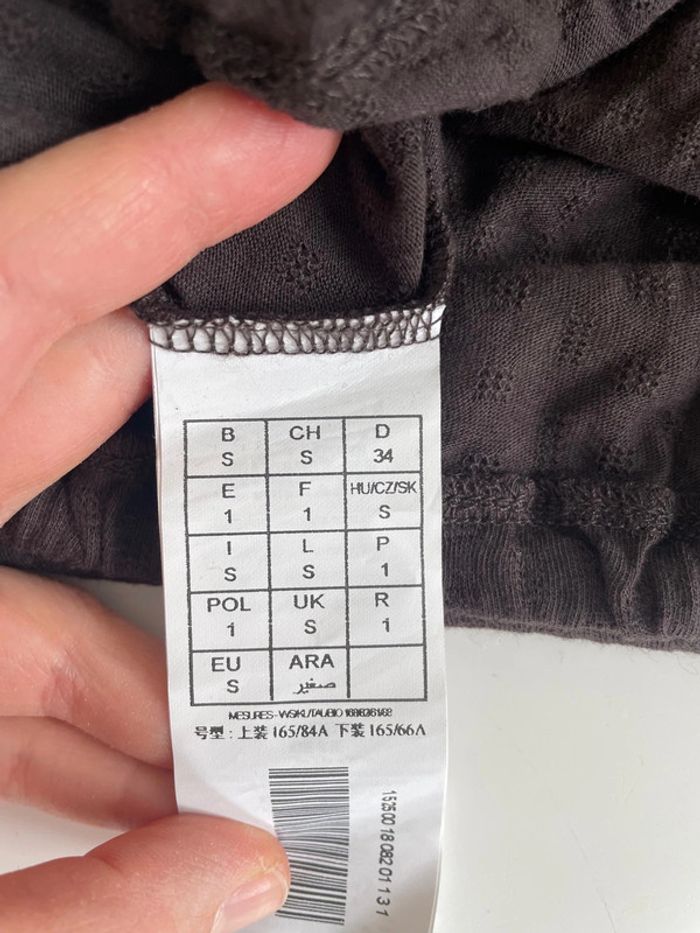 B CH D
S S 34
E F HU/CZ/SK
1 1 S
I L P
S S 1
POL UK R
1 S 1
EU ARA
S صغير
MESURES -
号型 : 上装 165/84A 下装 165/66A